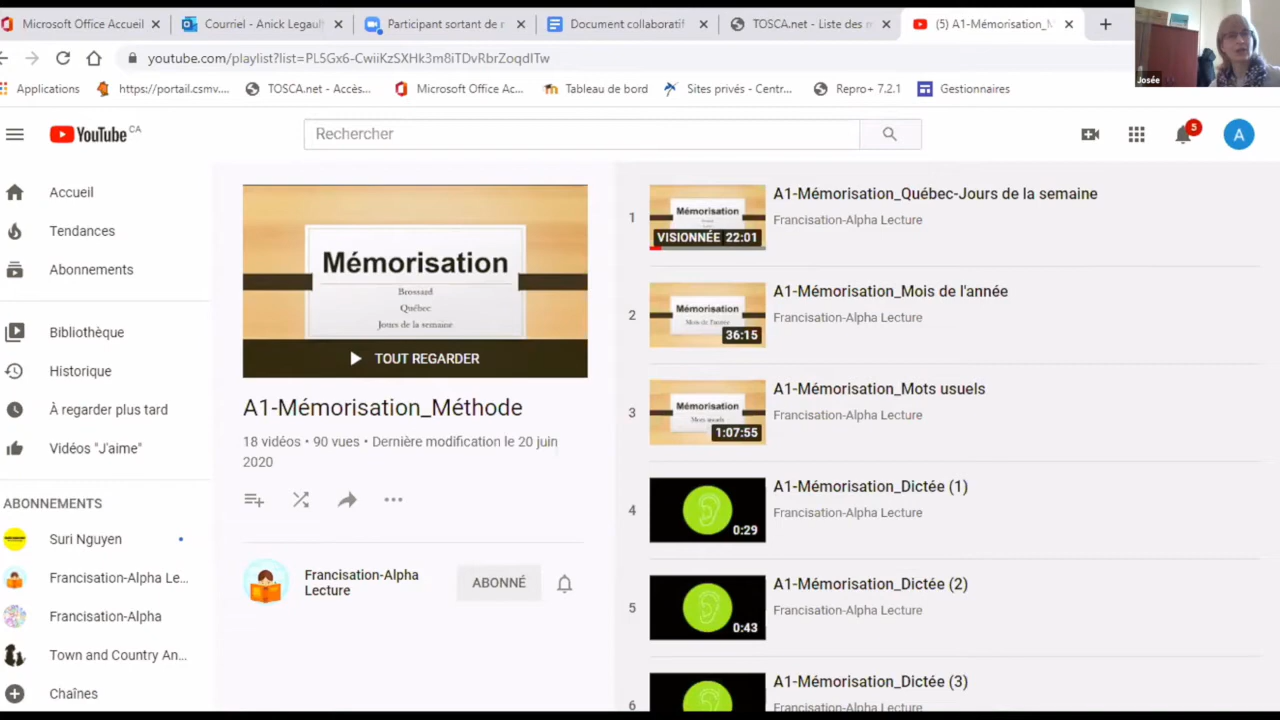 Microsoft Office Accueil
Courriel - Anick Legault
Participant sortant de r
Document collaboratif
TOSCA.net - Liste des m
(5) A1-Mémorisation_M
youtube.com/playlist?list=PL5Gx6-CwiiKzSXHk3m8iTDvRbrZoqdITw
Josée
Applications
https://portail.csmv....
TOSCA.net - Accès...
Microsoft Office Ac...
Tableau de bord
Sites privés - Centr...
Repro+ 7.2.1
Gestionnaires
YouTube CA
Rechercher
5
A
Accueil
Tendances
Abonnements
Bibliothèque
Historique
À regarder plus tard
Vidéos "J'aime"
ABONNEMENTS
Suri Nguyen
Francisation-Alpha Le...
Francisation-Alpha
Town and Country An...
Chaînes
Mémorisation
Brossard
Québec
Jours de la semaine
TOUT REGARDER
A1-Mémorisation_Méthode
18 vidéos • 90 vues • Dernière modification le 20 juin
2020
Francisation-Alpha
Lecture
ABONNÉ
1
Mémorisation
VISIONNÉE 22:01
A1-Mémorisation_Québec-Jours de la semaine
Francisation-Alpha Lecture
2
Mémorisation
Mois de l'année
36:15
A1-Mémorisation_Mois de l'année
Francisation-Alpha Lecture
3
Mémorisation
Mots usuels
1:07:55
A1-Mémorisation_Mots usuels
Francisation-Alpha Lecture
4
0:29
A1-Mémorisation_Dictée (1)
Francisation-Alpha Lecture
5
0:43
A1-Mémorisation_Dictée (2)
Francisation-Alpha Lecture
6
A1-Mémorisation_Dictée (3)
Francisation-Alpha Lecture